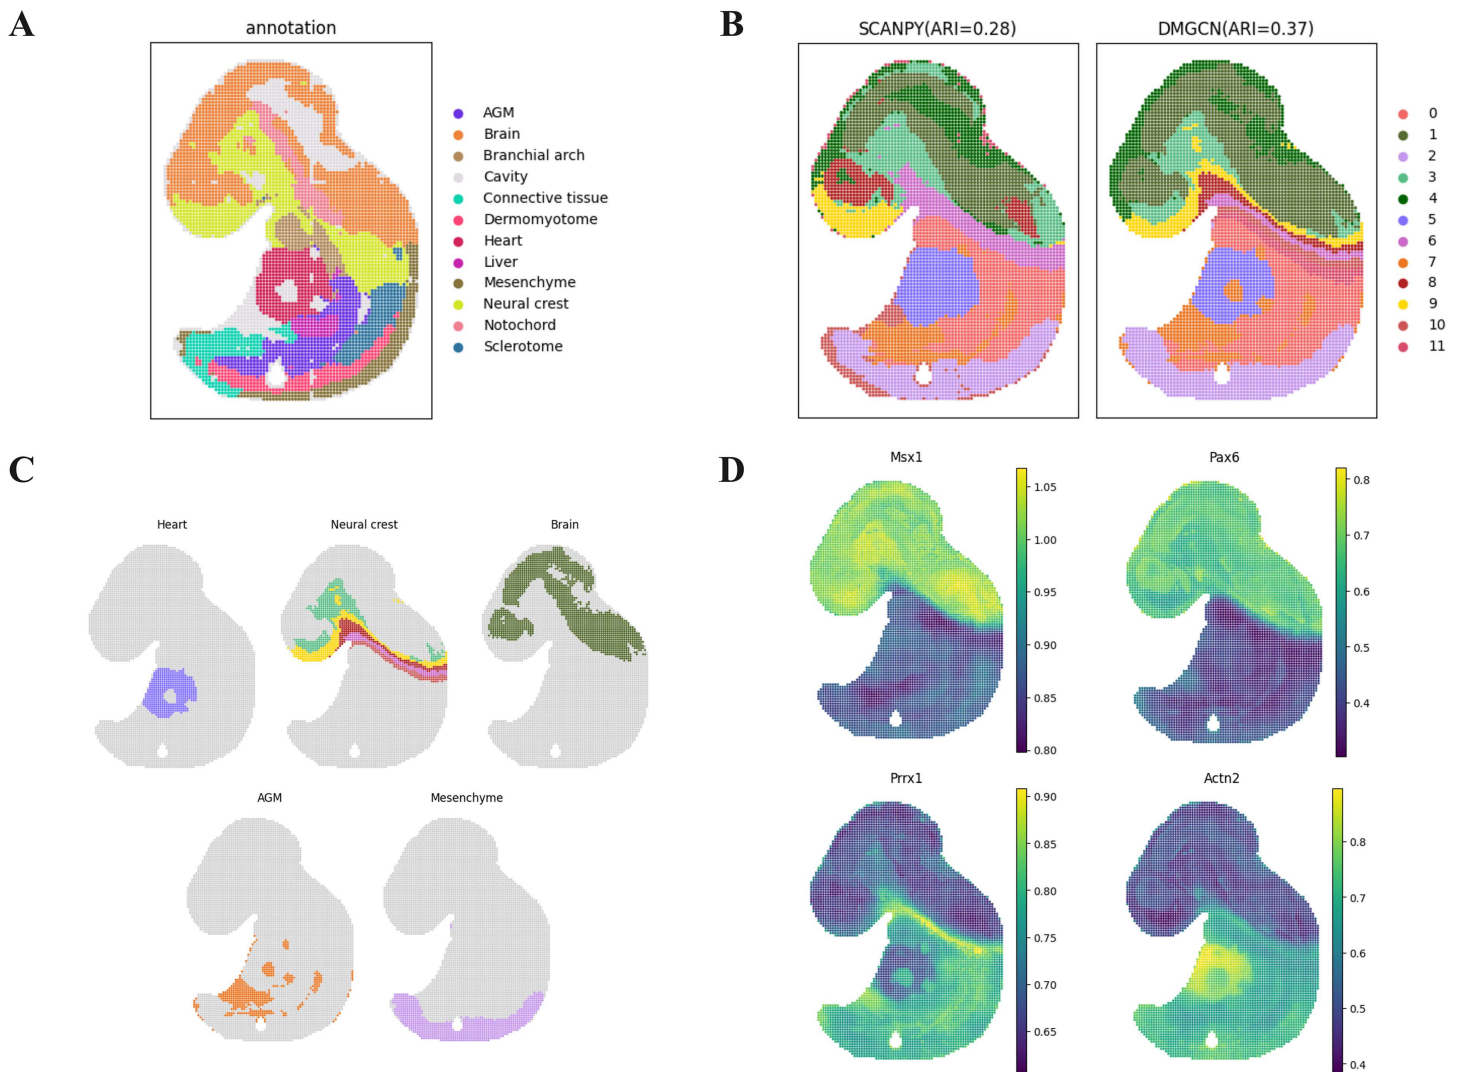 A
annotation
AGM
Brain
Branchial arch
Cavity
Connective tissue
Dermomyotome
Heart
Liver
Mesenchyme
Neural crest
Notochord
Sclerotome
B
SCANPY(ARI=0.28)
DMGCN(ARI=0.37)
0
1
2
3
4
5
6
7
8
9
10
11
C
Heart
Neural crest
Brain
AGM
Mesenchyme
D
Msx1
1.05
1.00
0.95
0.90
0.85
0.80
Pax6
0.8
0.7
0.6
0.5
0.4
Prrx1
0.90
0.85
0.80
0.75
0.70
0.65
Actn2
0.8
0.7
0.6
0.5
0.4